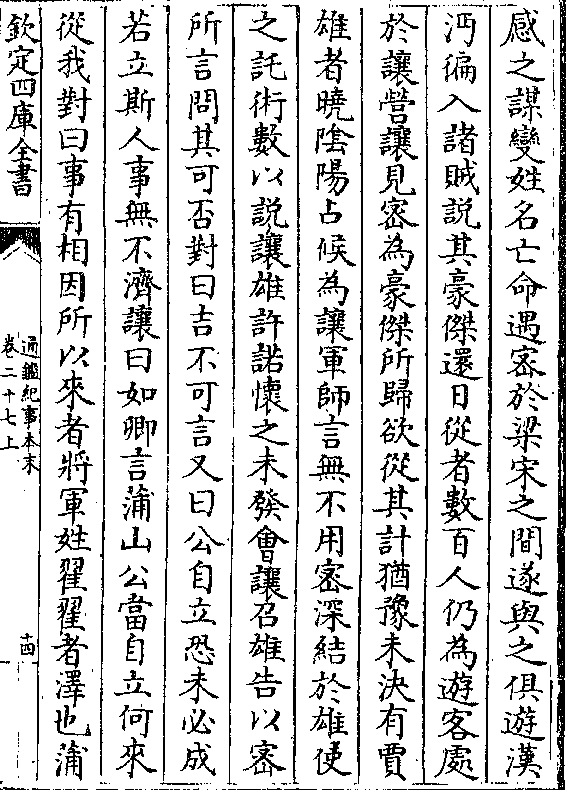 感之謀變姓名亡命遇密於梁宋之間遂與之俱遊漢
沔徧入諸賊説其豪傑還日從者數百人仍為遊客處
於讓營讓見密為豪傑所歸欲從其計猶豫未決有賈
雄者曉陰陽占候為讓軍師言無不用密深結於雄使
之託術數以説讓雄許諾懷之未發會讓召雄告以密
所言問其可否對曰吉不可言又曰公自立恐未必成
若立斯人事無不濟讓曰如卿言蒲山公當自立何來
從我對曰事有相因所以來者將軍姓翟翟者澤也蒲
欽定四庫全書
通鑑紀事本末
卷二十七上
十四